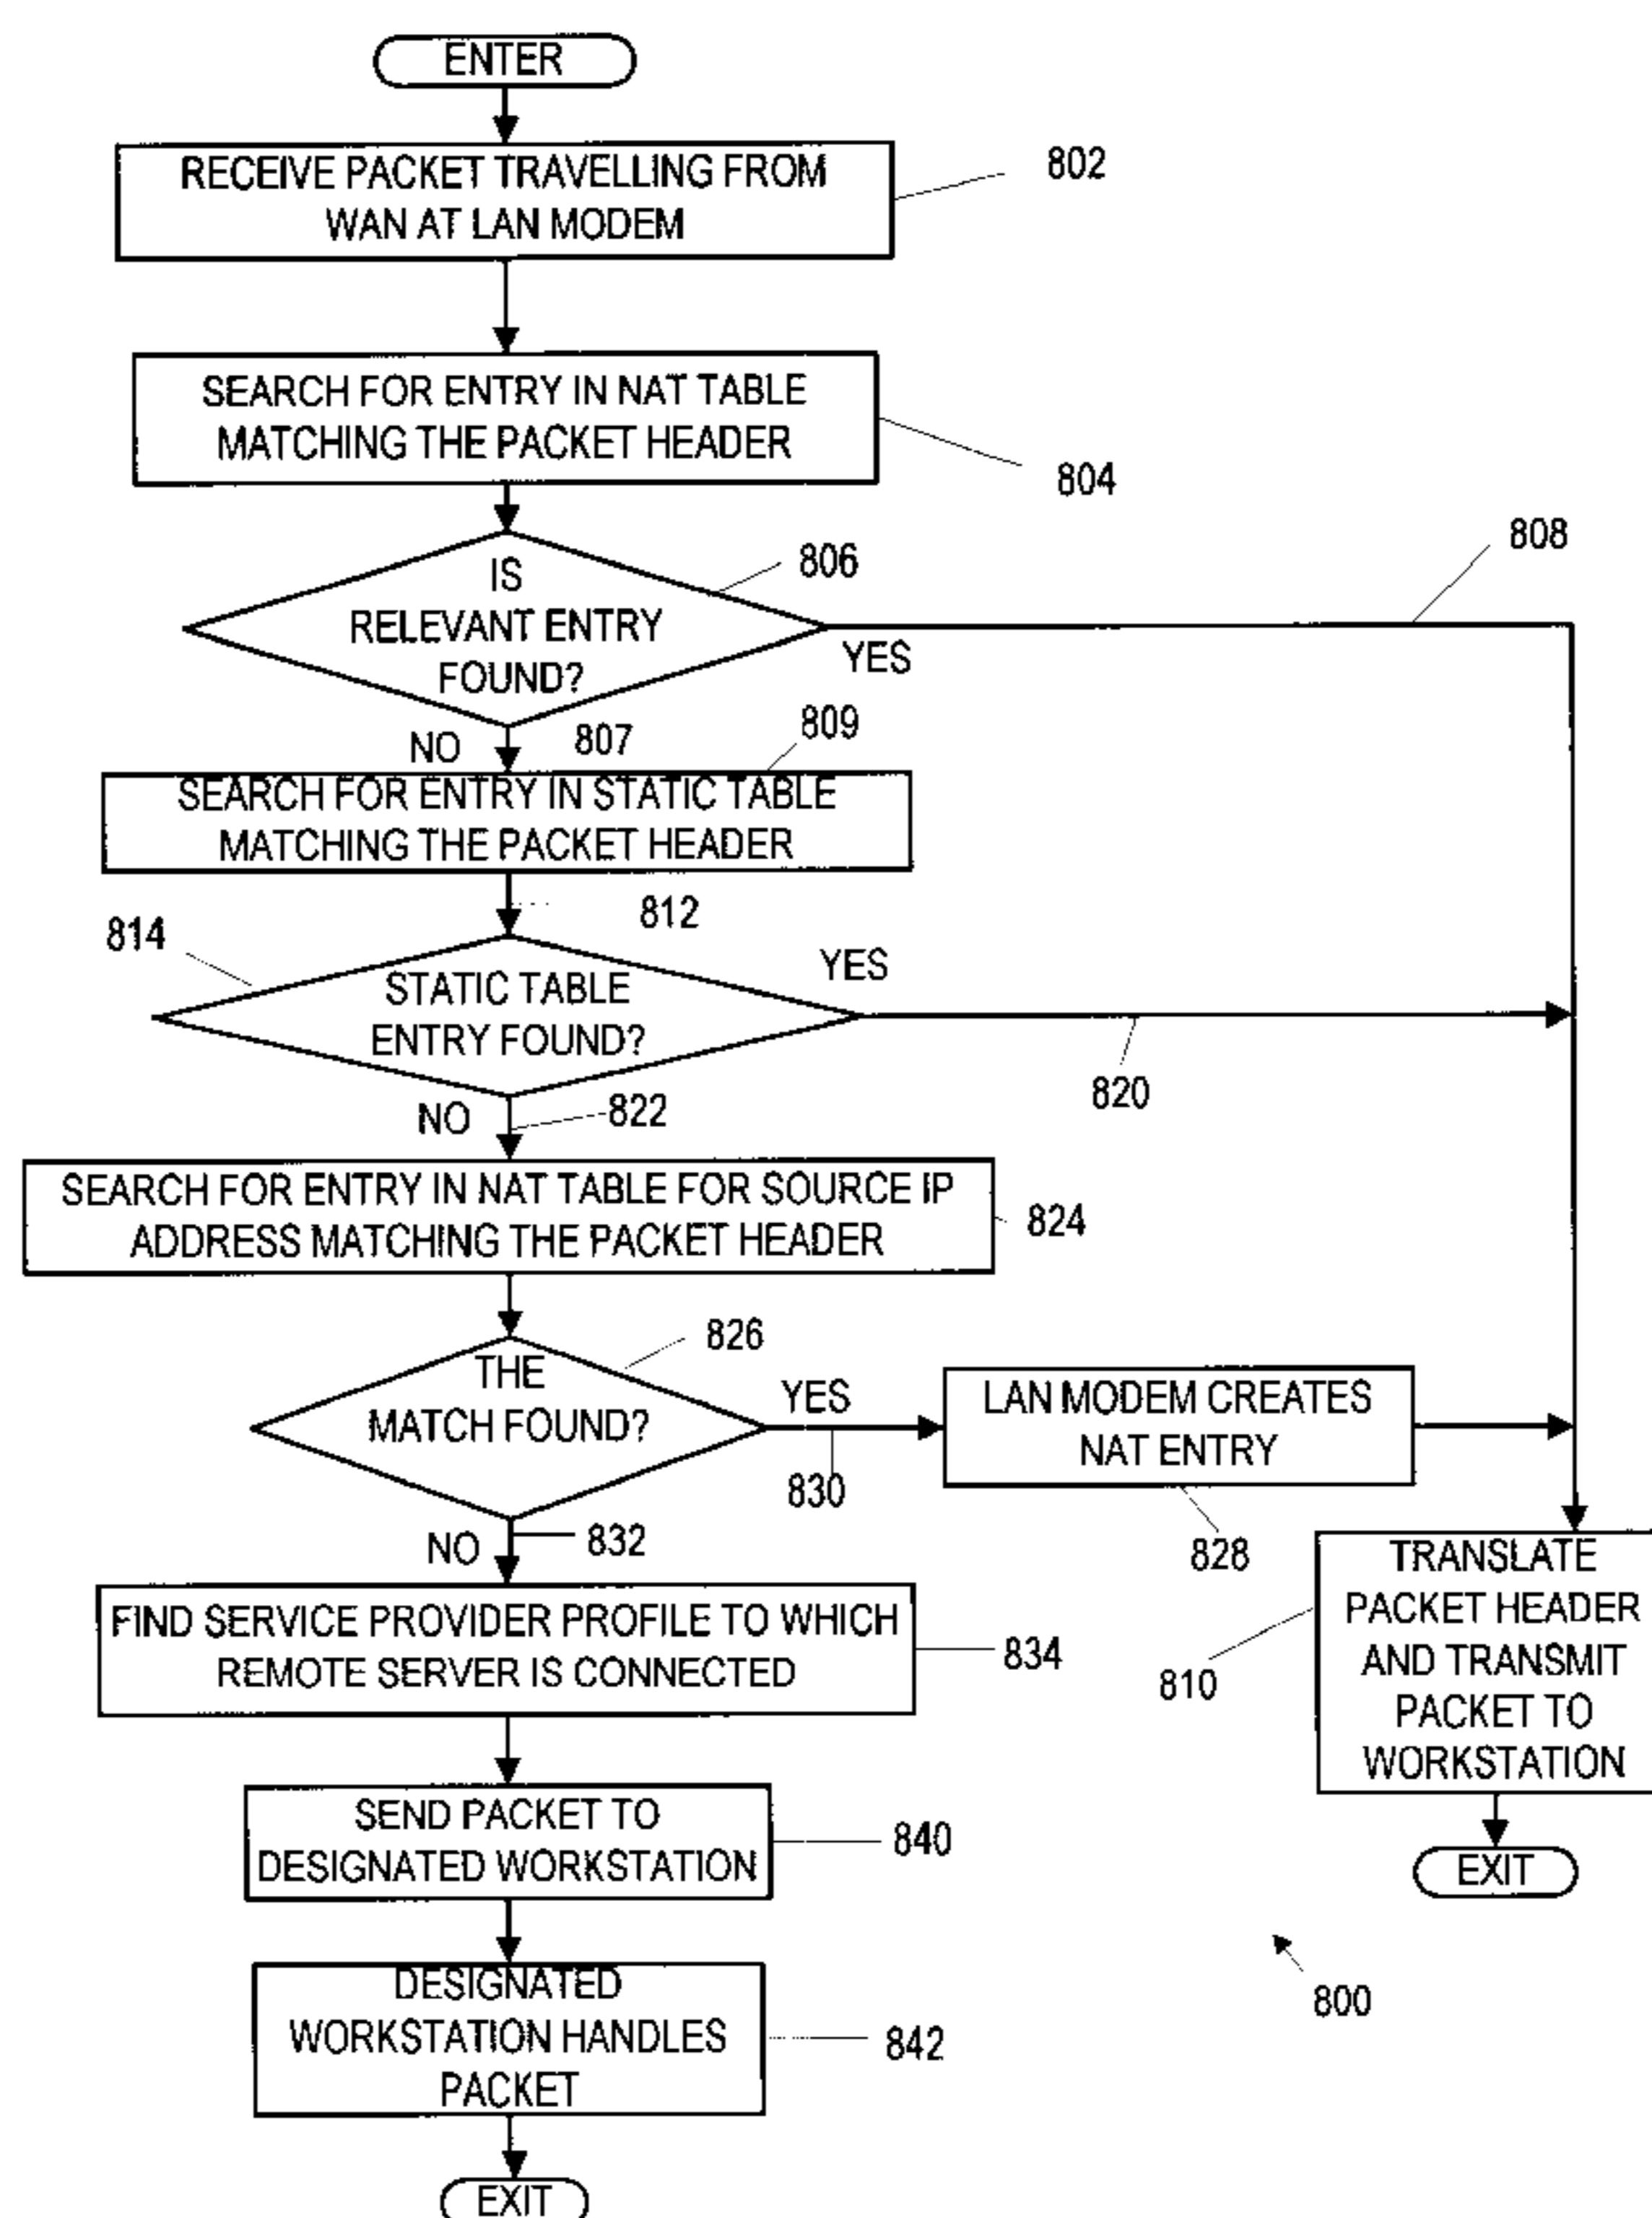 ENTER
RECEIVE PACKET TRAVELLING FROM
WAN AT LAN MODEM
802
SEARCH FOR ENTRY IN NAT TABLE
MATCHING THE PACKET HEADER
804
808
806
IS
RELEVANT ENTRY
FOUND?
YES
NO
807
809
SEARCH FOR ENTRY IN STATIC TABLE
MATCHING THE PACKET HEADER
812
814
YES
STATIC TABLE
ENTRY FOUND?
820
NO
822
SEARCH FOR ENTRY IN NAT TABLE FOR SOURCE IP
ADDRESS MATCHING THE PACKET HEADER
824
826
THE
MATCH FOUND?
YES
830
LAN MODEM CREATES
NAT ENTRY
828
NO
832
TRANSLATE
PACKET HEADER
AND TRANSMIT
PACKET TO
WORKSTATION
810
FIND SERVICE PROVIDER PROFILE TO WHICH
REMOTE SERVER IS CONNECTED
834
SEND PACKET TO
DESIGNATED WORKSTATION
840
EXIT
DESIGNATED
WORKSTATION HANDLES
PACKET
842
800
EXIT